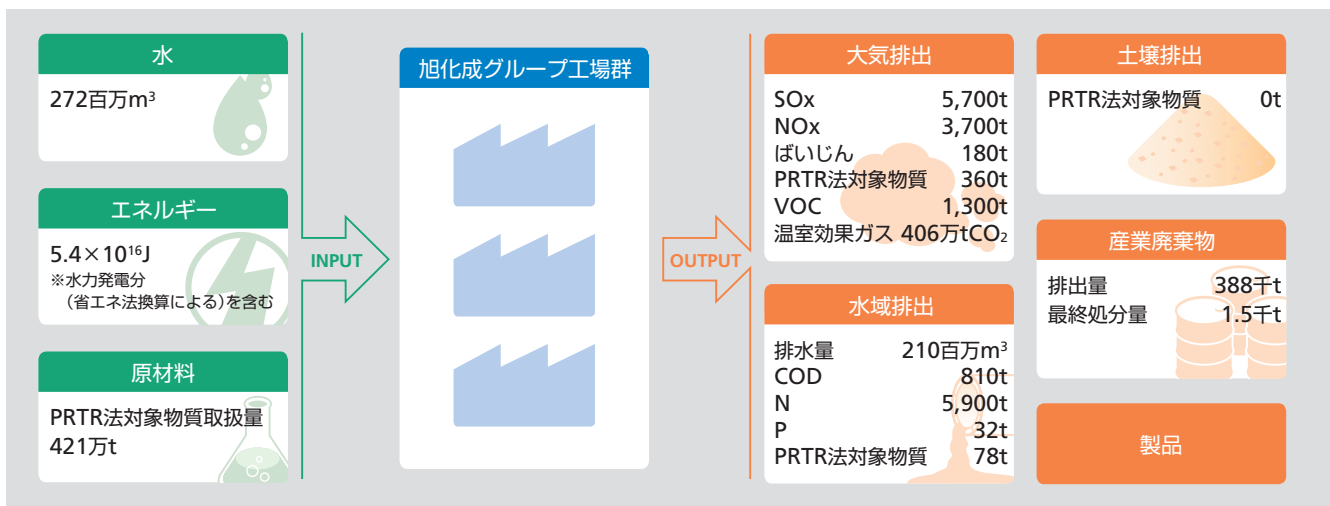 水
272百万m³
エネルギー
5.4×10¹⁶J
※水力発電分
（省エネ法換算による）を含む
原材料
PRTR法対象物質取扱量
421万t
INPUT
旭化成グループ工場群
OUTPUT
大気排出
SOx 5,700t
NOx 3,700t
ばいじん 180t
PRTR法対象物質 360t
VOC 1,300t
温室効果ガス 406万tCO₂
水域排出
排水量 210百万m³
COD 810t
N 5,900t
P 32t
PRTR法対象物質 78t
土壌排出
PRTR法対象物質 0t
産業廃棄物
排出量 388千t
最終処分量 1.5千t
製品